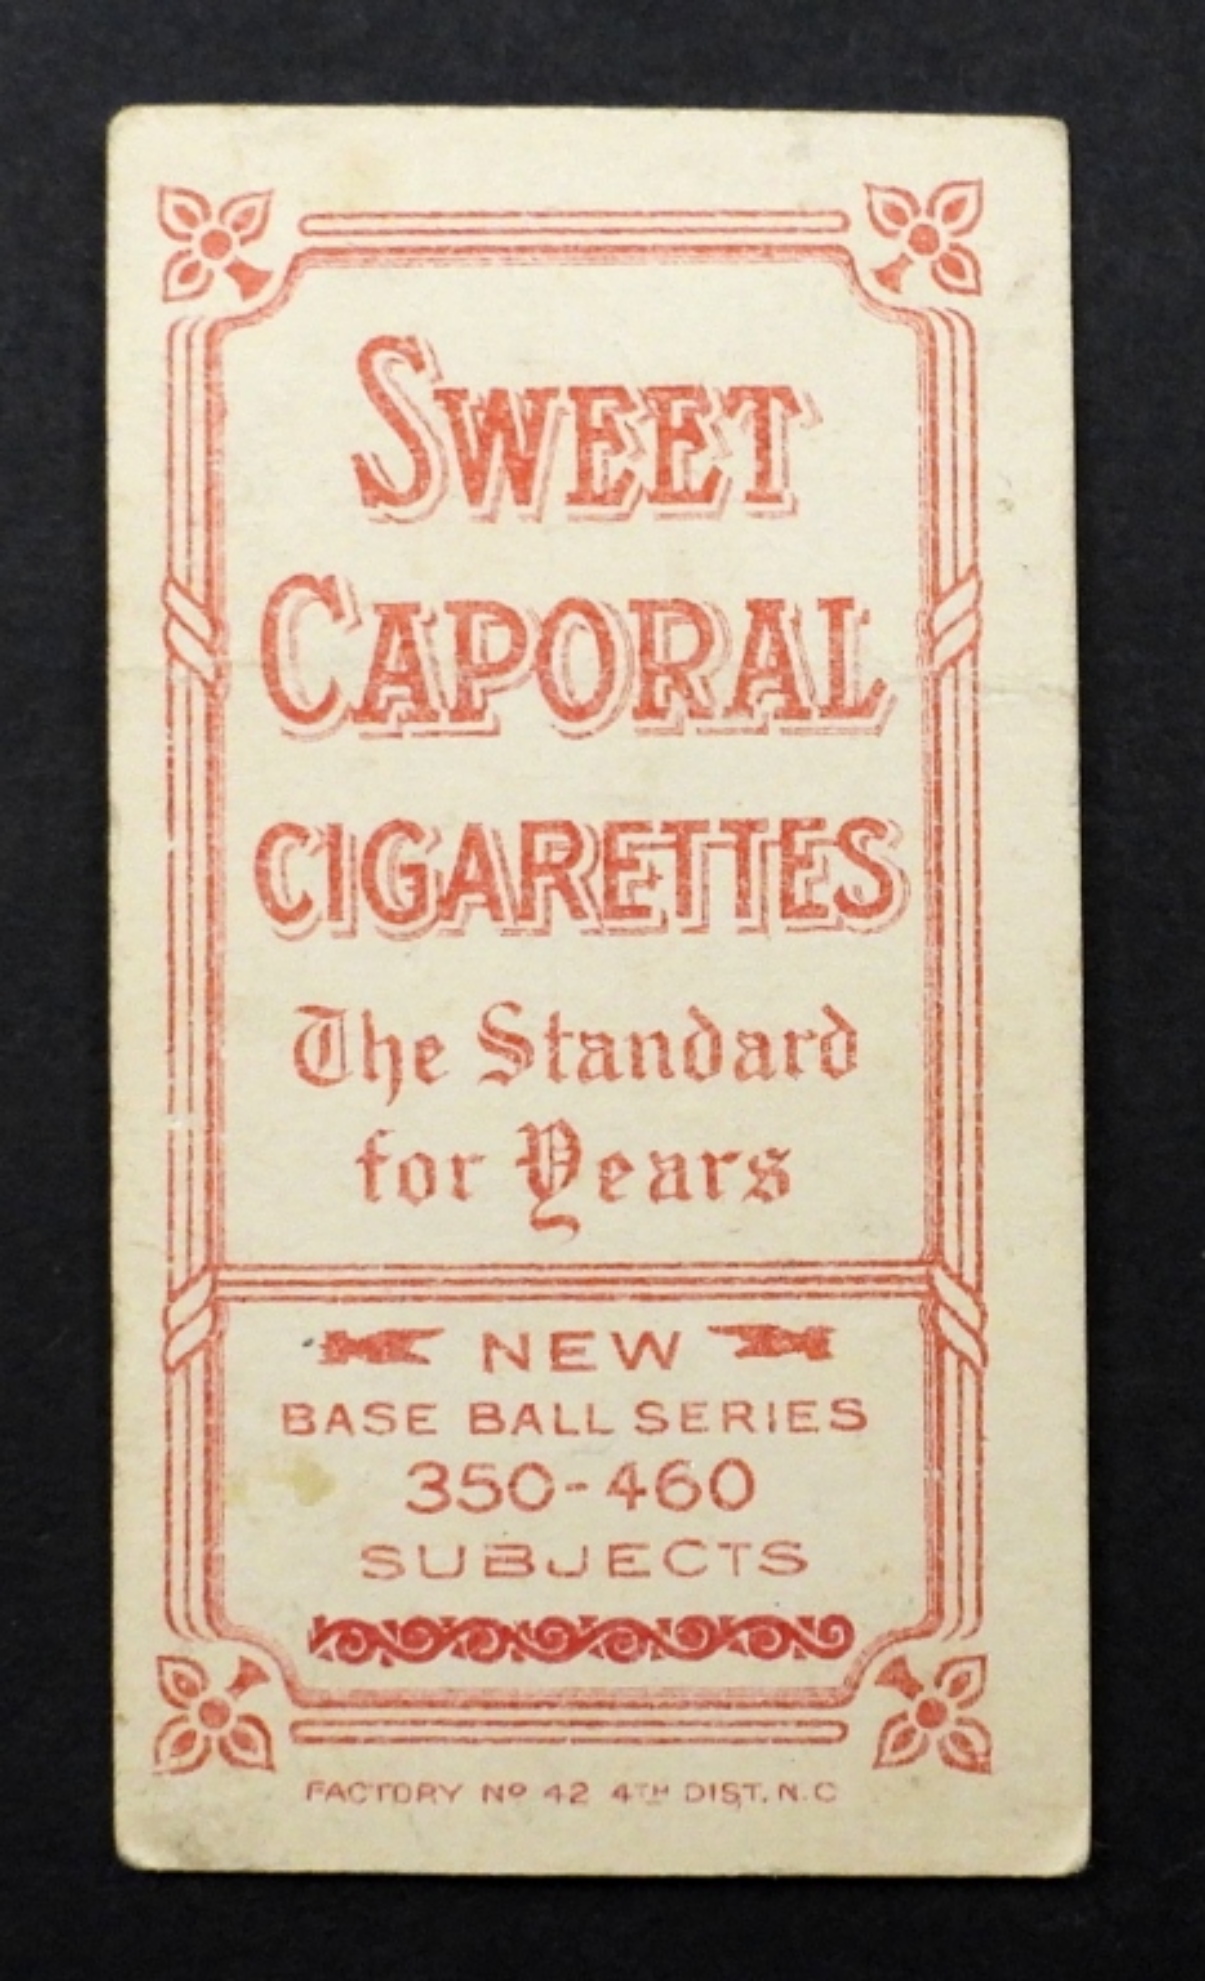 SWEET
CAPORAL
CIGARETTES
The Standard
for Years
NEW
BASE BALL SERIES
350-460
SUBJECTS
FACTORY Nº 42 4TH DIST. N.C